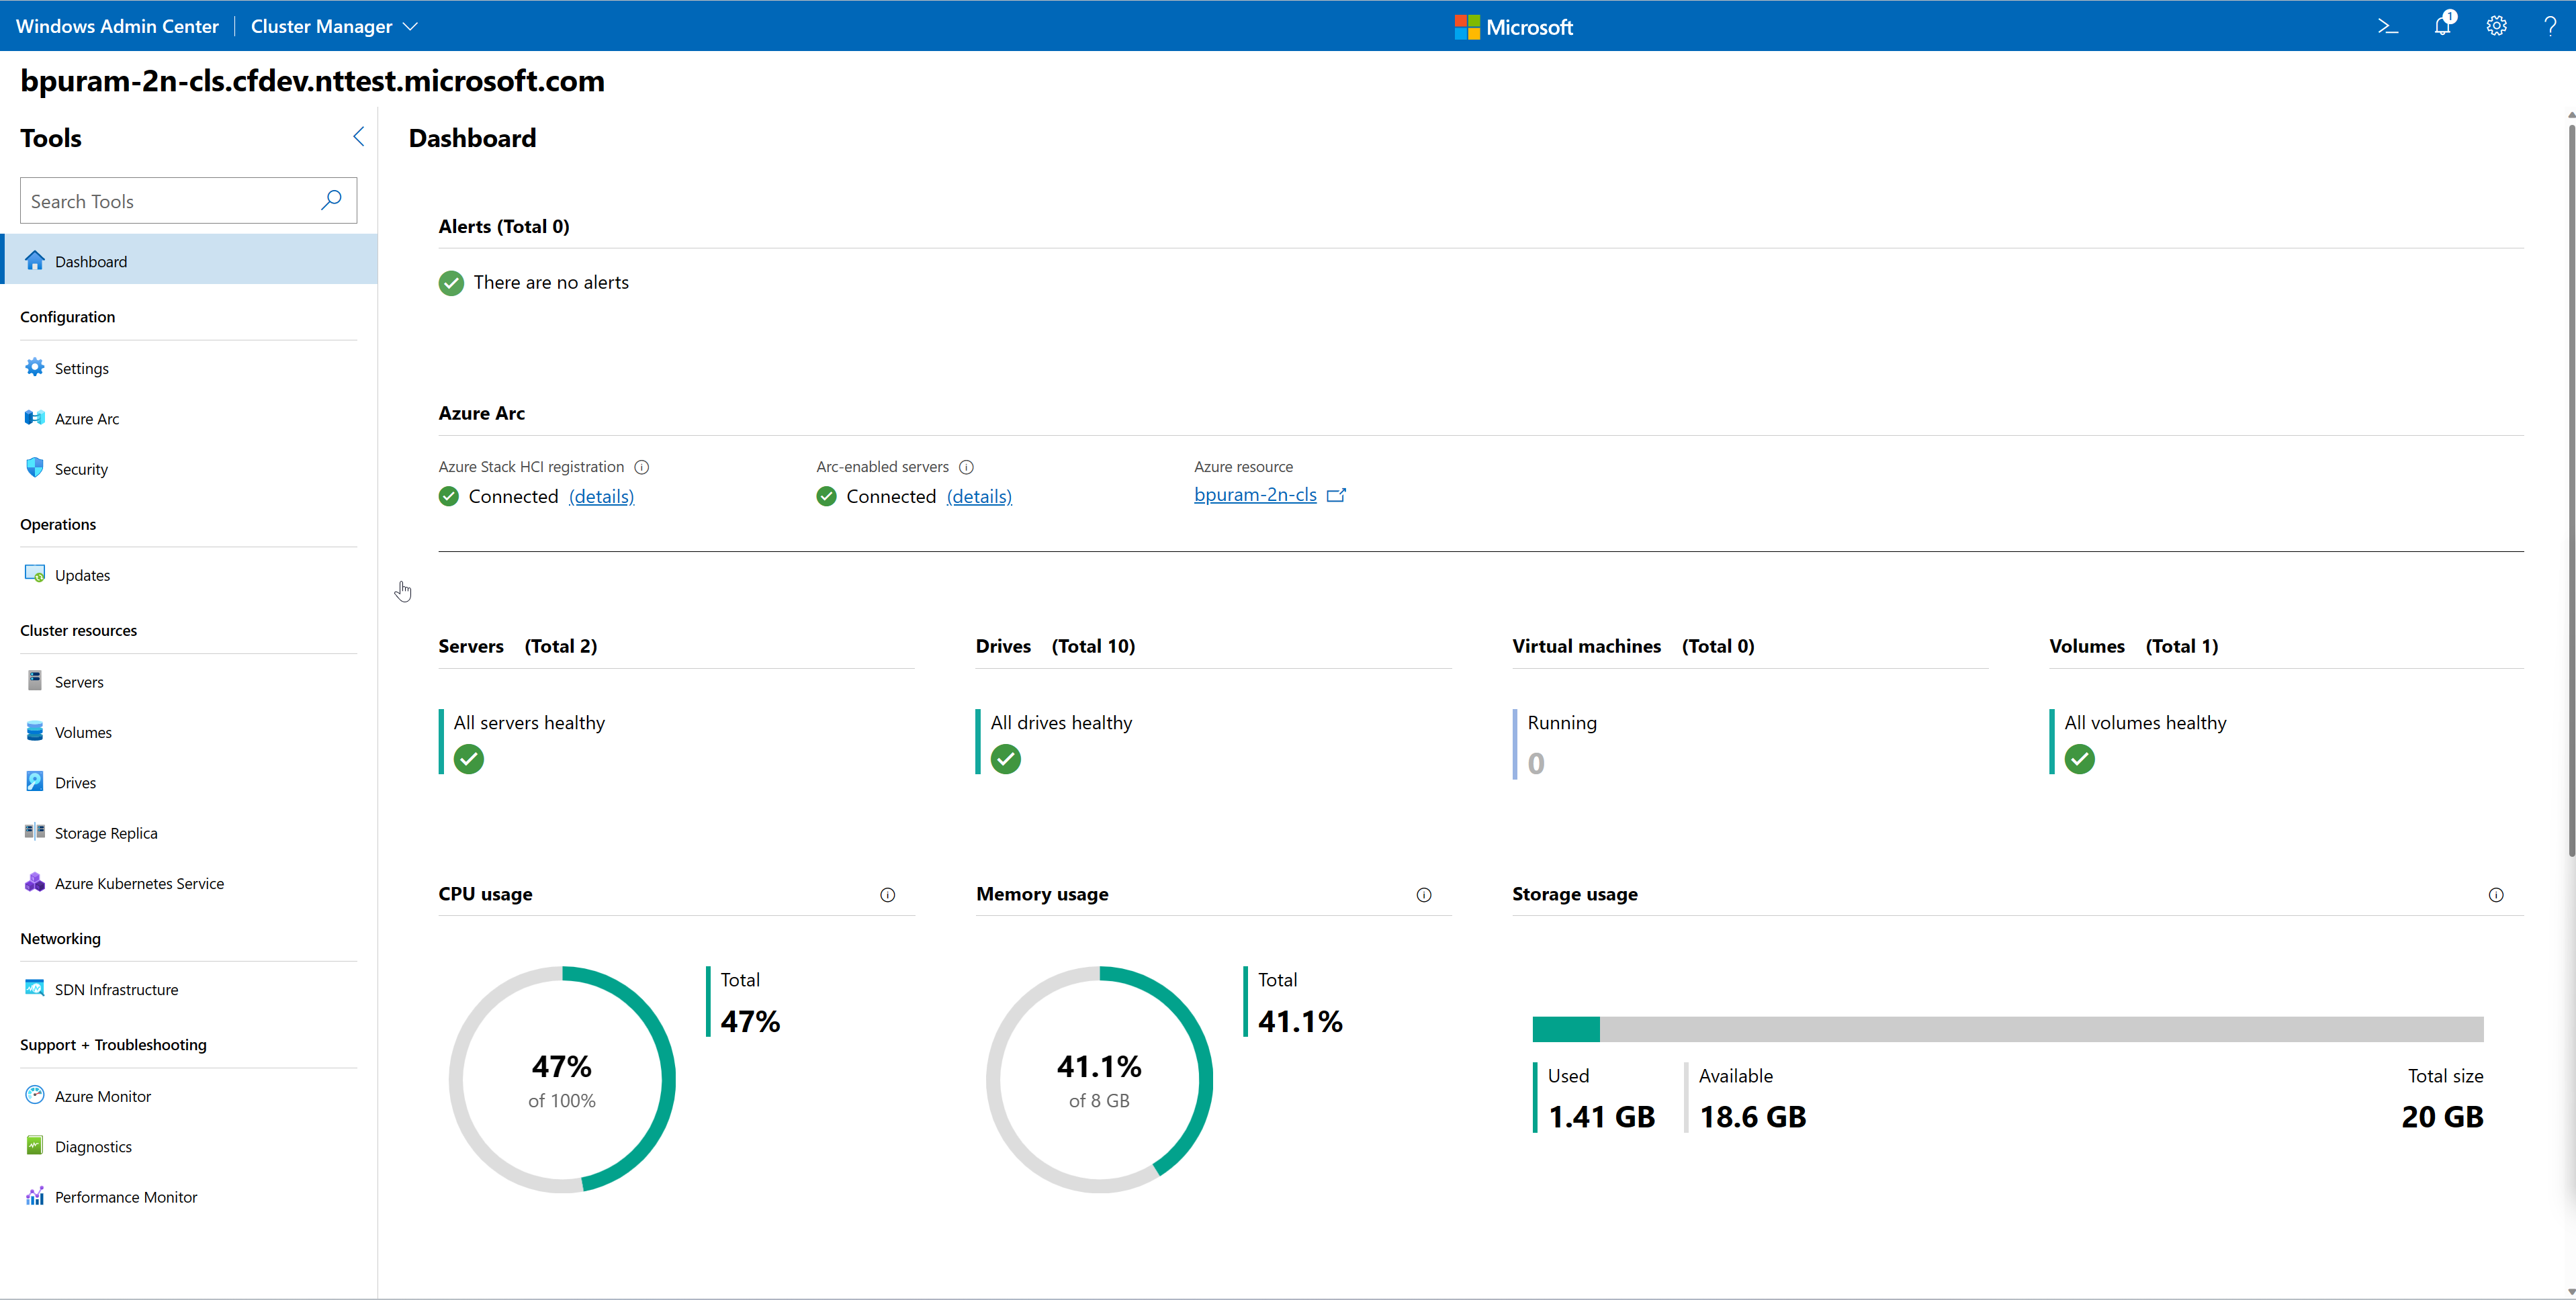 Windows Admin Center | Cluster Manager
Microsoft
1
bpuram-2n-cls.cfdev.nttest.microsoft.com
Tools
Search Tools
Dashboard
Configuration
Settings
Azure Arc
Security
Operations
Updates
Cluster resources
Servers
Volumes
Drives
Storage Replica
Azure Kubernetes Service
Networking
SDN Infrastructure
Support + Troubleshooting
Azure Monitor
Diagnostics
Performance Monitor
Dashboard
Alerts (Total 0)
There are no alerts
Azure Arc
Azure Stack HCI registration
Connected (details)
Arc-enabled servers
Connected (details)
Azure resource
bpuram-2n-cls
Servers (Total 2)
All servers healthy
Drives (Total 10)
All drives healthy
Virtual machines (Total 0)
Running
0
Volumes (Total 1)
All volumes healthy
CPU usage
47%
of 100%
Total
47%
Memory usage
41.1%
of 8 GB
Total
41.1%
Storage usage
Used
1.41 GB
Available
18.6 GB
Total size
20 GB